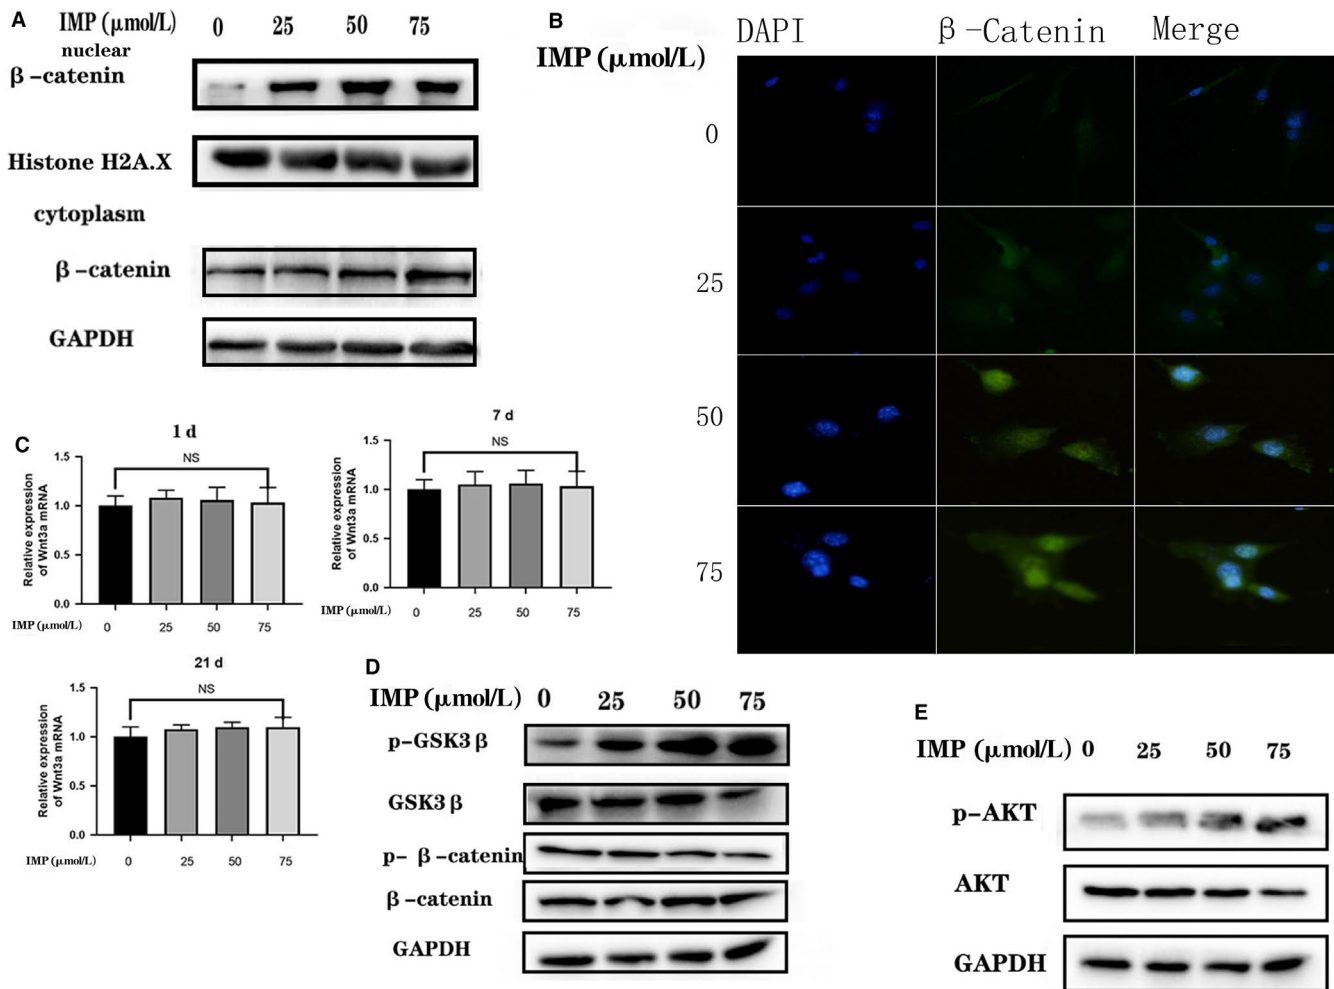 A
IMP (μmol/L) 0 25 50 75
nuclear
β-catenin
Histone H2A.X
cytoplasm
β-catenin
GAPDH
B
DAPI β-Catenin Merge
IMP (μmol/L)
0
25
50
75
C
1 d
NS
Relative expression
of Wnt3a mRNA
1.5
1.0
0.5
0.0
IMP (μmol/L) 0 25 50 75
7 d
NS
Relative expression
of Wnt3a mRNA
1.5
1.0
0.5
0.0
IMP (μmol/L) 0 25 50 75
21 d
NS
Relative expression
of Wnt3a mRNA
1.5
1.0
0.5
0.0
IMP (μmol/L) 0 25 50 75
D
IMP (μmol/L) 0 25 50 75
p-GSK3β
GSK3β
p- β-catenin
β-catenin
GAPDH
E
IMP (μmol/L) 0 25 50 75
p-AKT
AKT
GAPDH